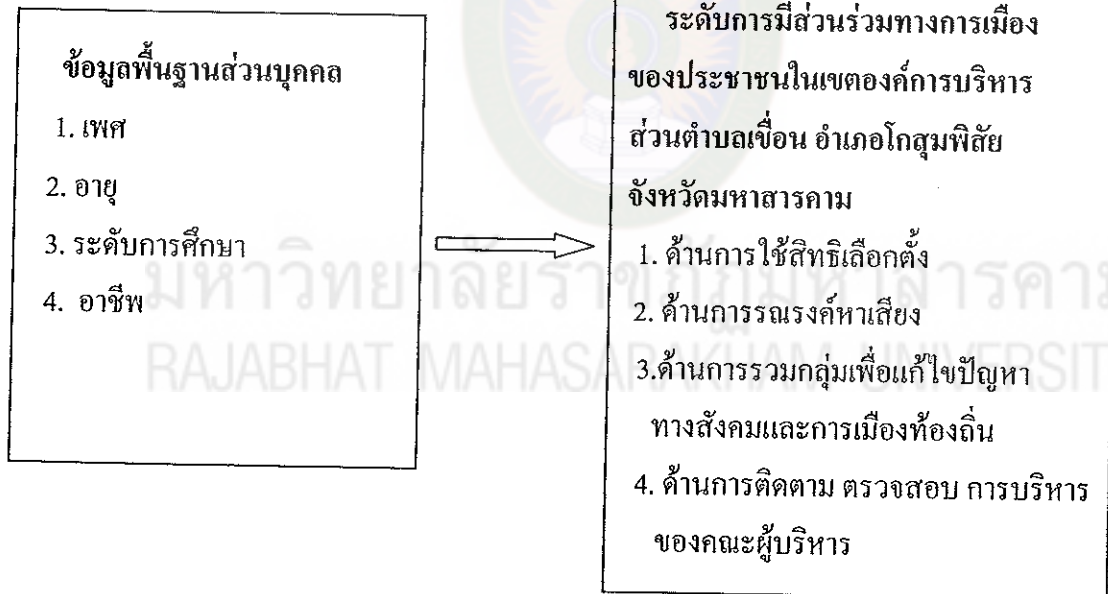 ข้อมูลพื้นฐานส่วนบุคคล
1. เพศ
2. อายุ
3. ระดับการศึกษา
4. อาชีพ
ระดับการมีส่วนร่วมทางการเมือง
ของประชาชนในเขตองค์การบริหาร
ส่วนตำบลเขื่อน อำเภอโกสุมพิสัย
จังหวัดมหาสารคาม
1. ด้านการใช้สิทธิเลือกตั้ง
2. ด้านการรณรงค์หาเสียง
3.ด้านการรวมกลุ่มเพื่อแก้ไขปัญหา
ทางสังคมและการเมืองท้องถิ่น
4. ด้านการติดตาม ตรวจสอบ การบริหาร
ของคณะผู้บริหาร
มหาวิทยาลัยราชภัฏมหาสารคาม
RAJABHAT MAHASARAKHAM UNIVERSIT